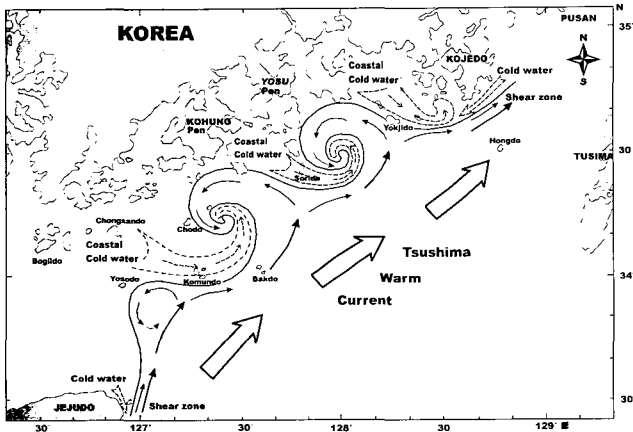 N
PUSAN
35'
KOREA
N
S
Coastal
Cold water
KOJEDO
Cold water
YOSU
Pen
Shear zone
KOHUNG
Pen
Yokjido
Hongdo
Coastal
Cold water
30
TUSIMA
Sorido
Chongsando
Chodo
Coastal
Cold water
Bogildo
Tsushima
Warm
Current
Yosodo
Komundo
Bakdo
34'
Cold water
JEJUDO
Shear zone
30
30
127'
30
128'
30
129' E